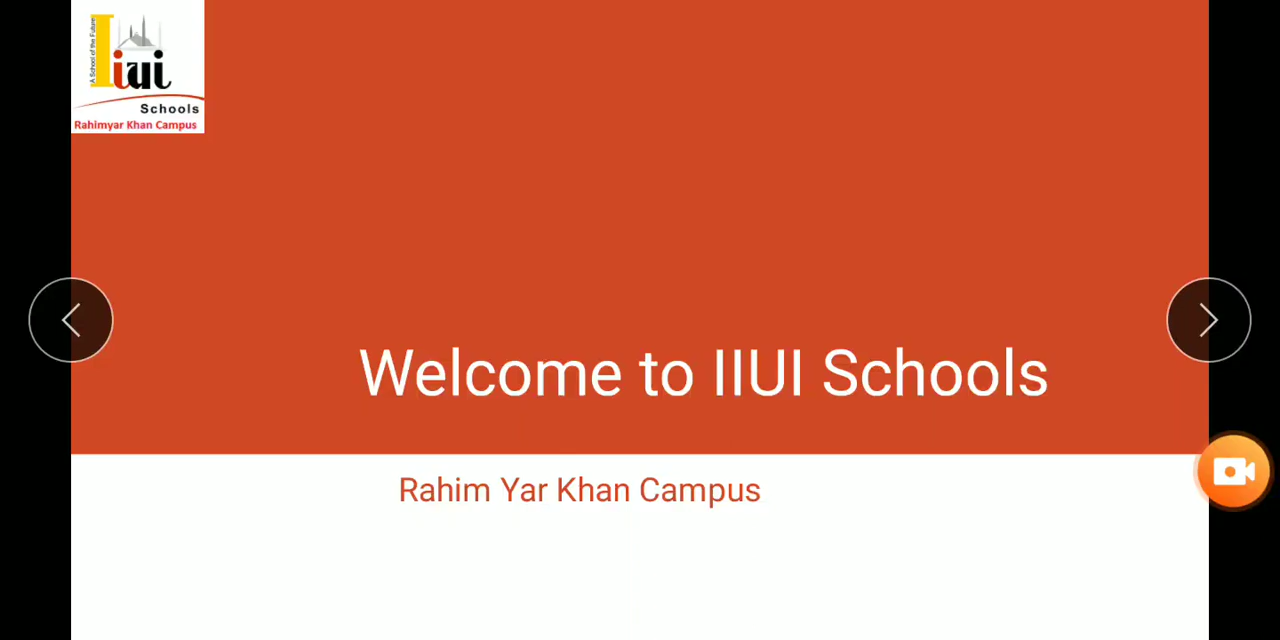 A School of the Future
iiui
Schools
Rahimyar Khan Campus
Welcome to IIUI Schools
Rahim Yar Khan Campus